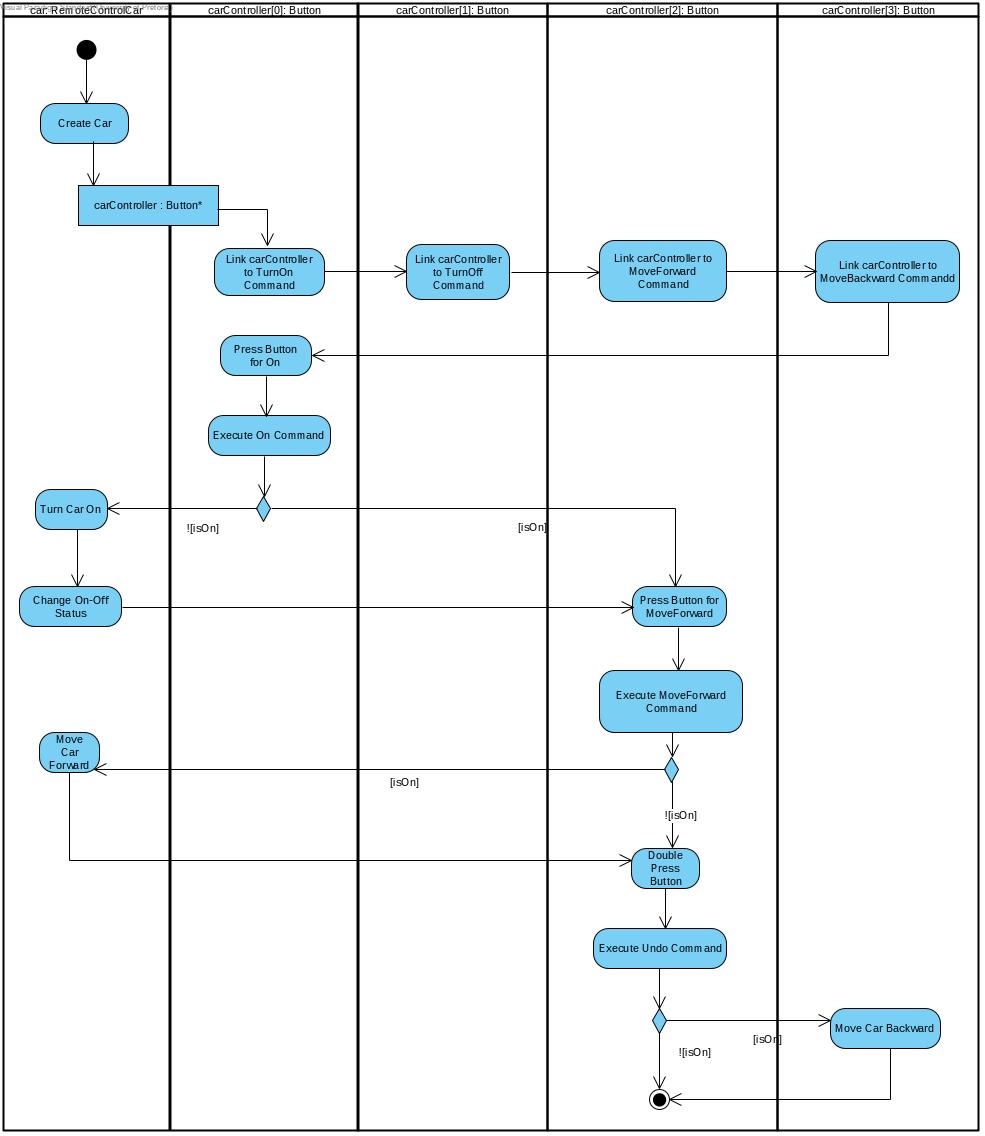 car: RemoteControlCar
carController[0]: Button
carController[1]: Button
carController[2]: Button
carController[3]: Button
Create Car
carController : Button*
Link carController
to TurnOn
Command
Link carController
to TurnOff
Command
Link carController to
MoveForward
Command
Link carController to
MoveBackward Commandd
Press Button
for On
Execute On Command
Turn Car On
![isOn]
[isOn]
Change On-Off
Status
Press Button for
MoveForward
Execute MoveForward
Command
Move
Car
Forward
[isOn]
![isOn]
Double
Press
Button
Execute Undo Command
Move Car Backward
[isOn]
![isOn]